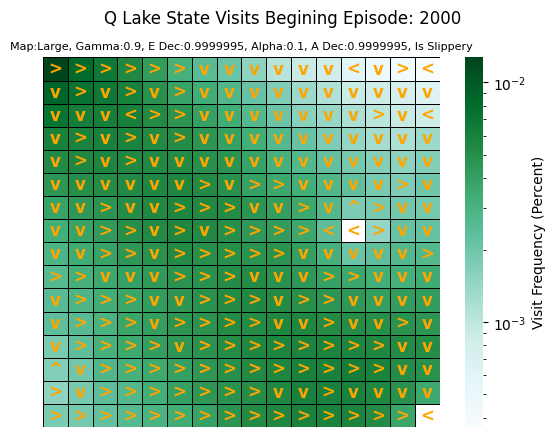 Q Lake State Visits Begining Episode: 2000
Map:Large, Gamma:0.9, E Dec:0.9999995, Alpha:0.1, A Dec:0.9999995, Is Slippery
> > > > > > v v v v v v < v > <
v > v > v > v v v v v v v v v v
v v v < > > v v v v v v v > v <
v > v > v > v v v v v v v v v v
v > v > v v v v v v v v v v v v
v v v v v v > v > > v v v v > v
v v > v v > > > v v > v ^ > v v
v v > > v > v > > > > < < > v v
v v > > v > > > > > v v v v v >
> > v v v > > > v v v > > v v v
v > > > v v > > > v > > v v v v
v > > > v > > > > v v > v v > v
v > > > > v > > > > > > > > v v
^ v > > > > > > > > > > > > v v
> v > > > > > > > v v > v v v v
> > > > > > > > > > > > > > > <
10⁻²
10⁻³
Visit Frequency (Percent)